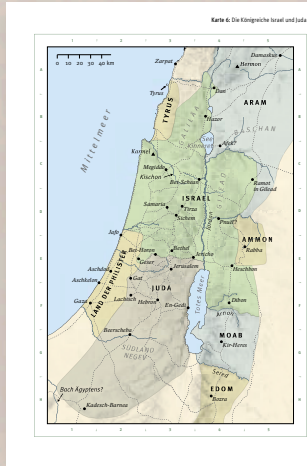 Karte 6: Die Königreiche Israel und Juda
0 10 20 30 40 km
Zarpat
Damaskus
Hermon
Tyrus
Dan
TYRUS
ARAM
Hazor
GALILÄA
BASCHAN
Mittelmeer
See
Kinneret
Afek?
Karmel
Megiddo
Kischon
Bet-Schean
Ramot
in Gilead
ISRAEL
Samaria
Tirza
Sichem
Jordan
Pnuël?
Jafo
AMMON
Rabba
Bet-Horon
Bethel
Geser
Jericho
Jerusalem
Heschbon
Aschdod
Aschkelon
Gat
LAND DER PHILISTER
JUDA
Gaza
Lachisch
Hebron
En-Gedi
Totes Meer
Dibon
Arnon
Beerscheba
MOAB
Kir-Heres
SÜDLAND
NEGEV
Sered
EDOM
Bozra
Bach Ägyptens?
Kadesch-Barnea